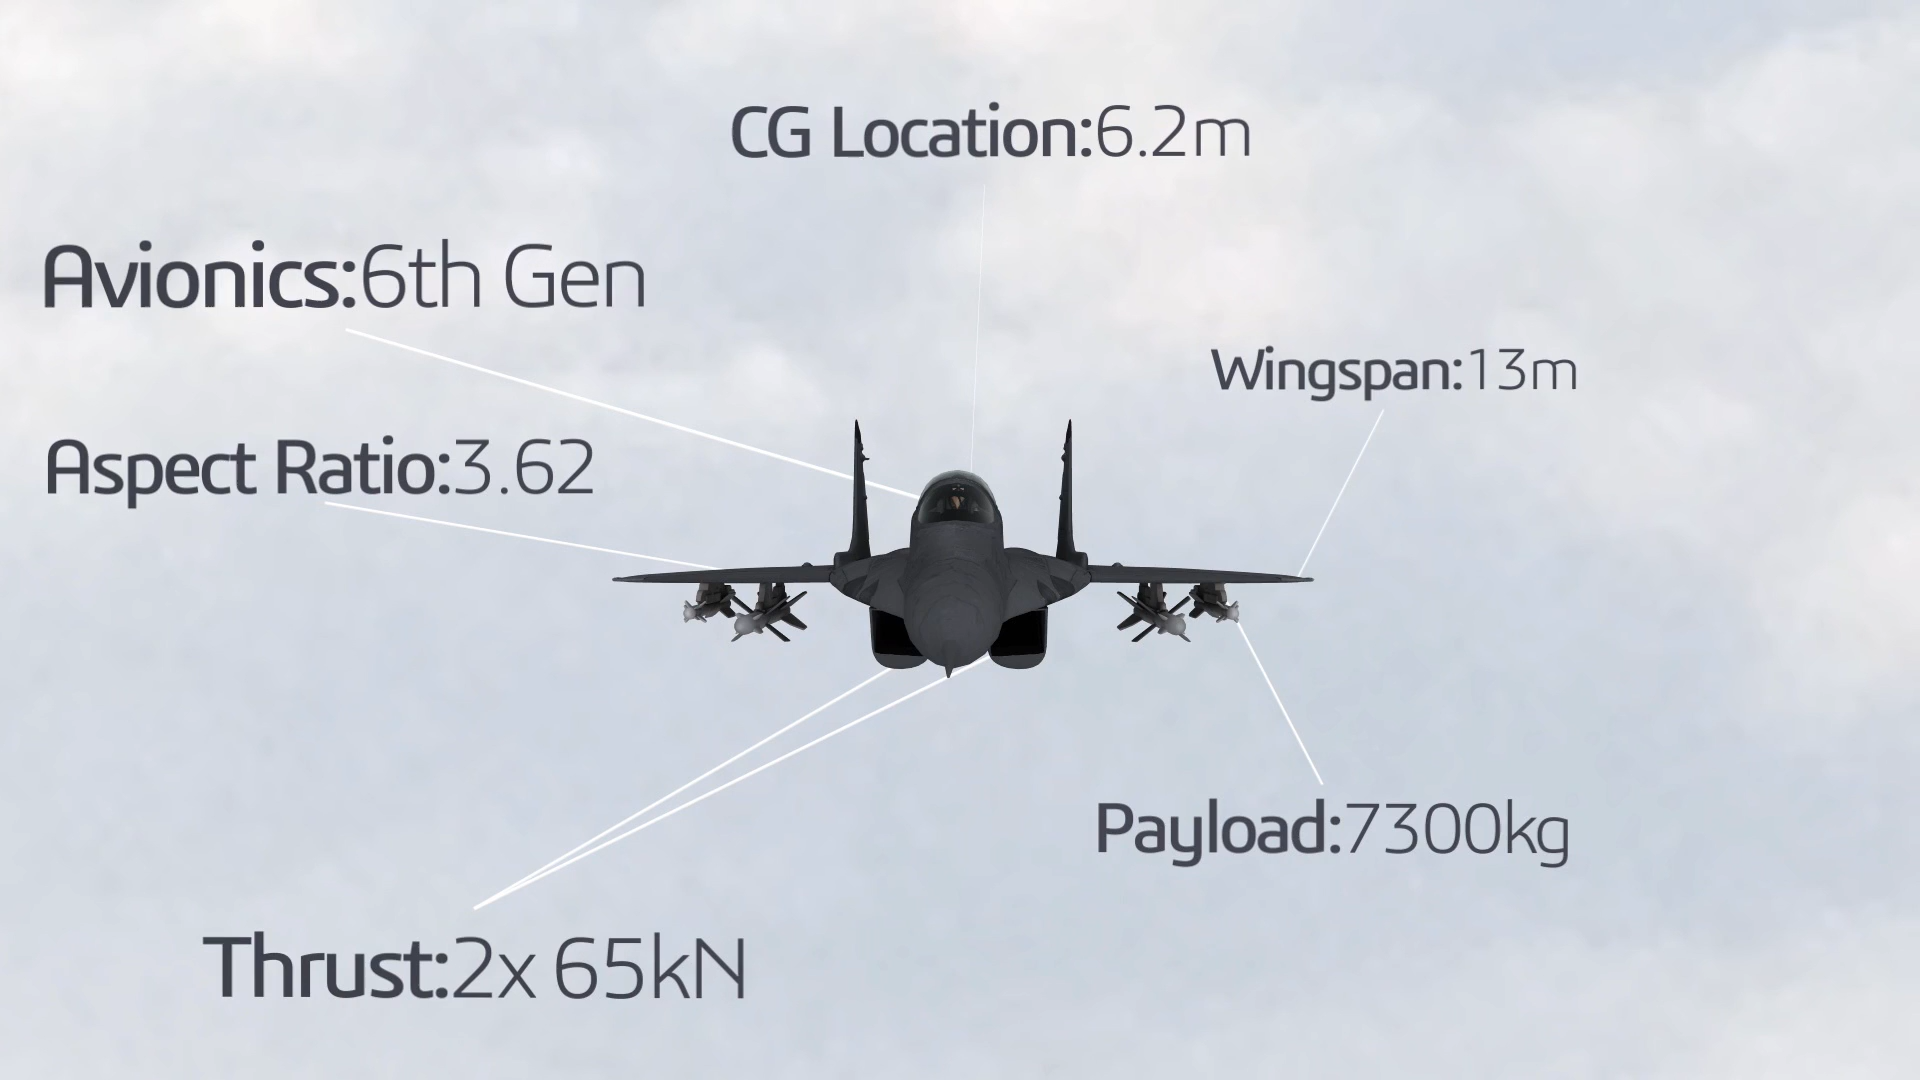 CG Location:6.2m
Avionics:6th Gen
Wingspan:13m
Aspect Ratio:3.62
Payload:7300kg
Thrust:2x 65kN